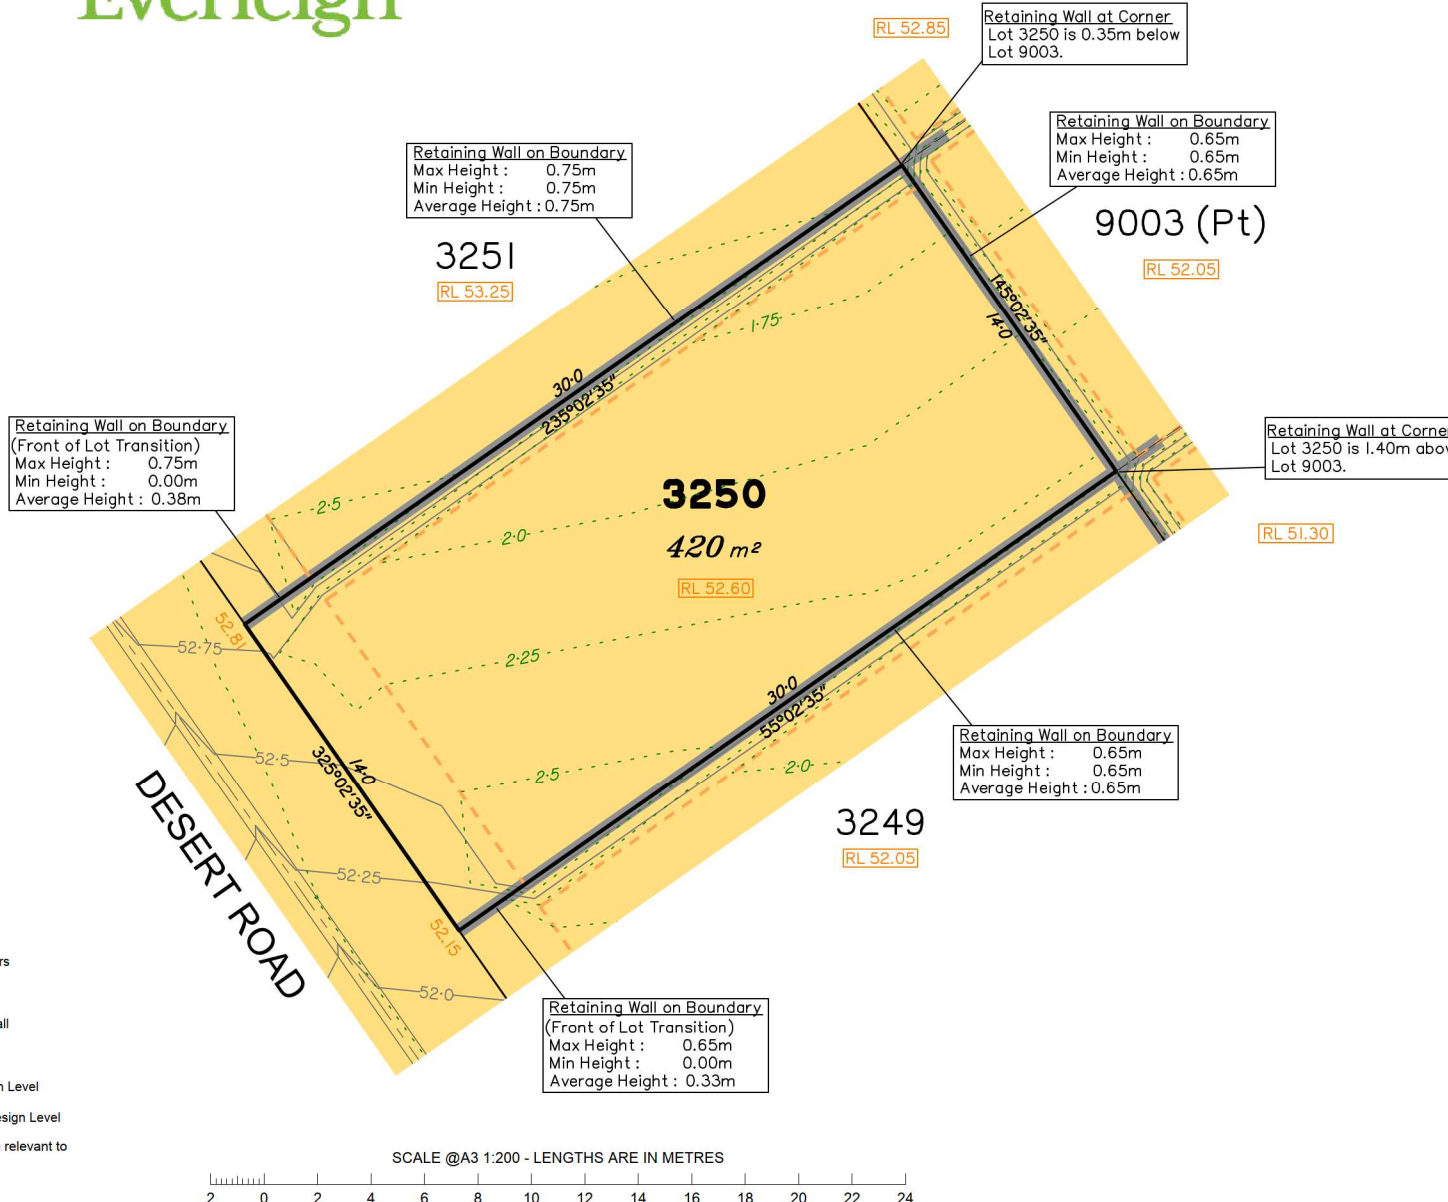 Everleigh
RL 52.85
Retaining Wall at Corner
Lot 3250 is 0.35m below
Lot 9003.
Retaining Wall on Boundary
Max Height : 0.65m
Min Height : 0.65m
Average Height : 0.65m
9003 (Pt)
RL 52.05
Retaining Wall on Boundary
Max Height : 0.75m
Min Height : 0.75m
Average Height : 0.75m
3251
RL 53.25
1·75
145°02'35"
14·0
30·0
235°02'35"
Retaining Wall on Boundary
(Front of Lot Transition)
Max Height : 0.75m
Min Height : 0.00m
Average Height : 0.38m
Retaining Wall at Corner
Lot 3250 is 1.40m abov
Lot 9003.
2·5
2·0
3250
420 m²
RL 52.60
RL 51.30
52.81
52·75
2·25
30·0
55°02'35"
Retaining Wall on Boundary
Max Height : 0.65m
Min Height : 0.65m
Average Height : 0.65m
52·5
14·0
325°02'35"
2·5
2·0
3249
RL 52.05
DESERT ROAD
52·25
52.15
52·0
rs
all
n Level
esign Level
relevant to
Retaining Wall on Boundary
(Front of Lot Transition)
Max Height : 0.65m
Min Height : 0.00m
Average Height : 0.33m
SCALE @A3 1:200 - LENGTHS ARE IN METRES
2 0 2 4 6 8 10 12 14 16 18 20 22 24